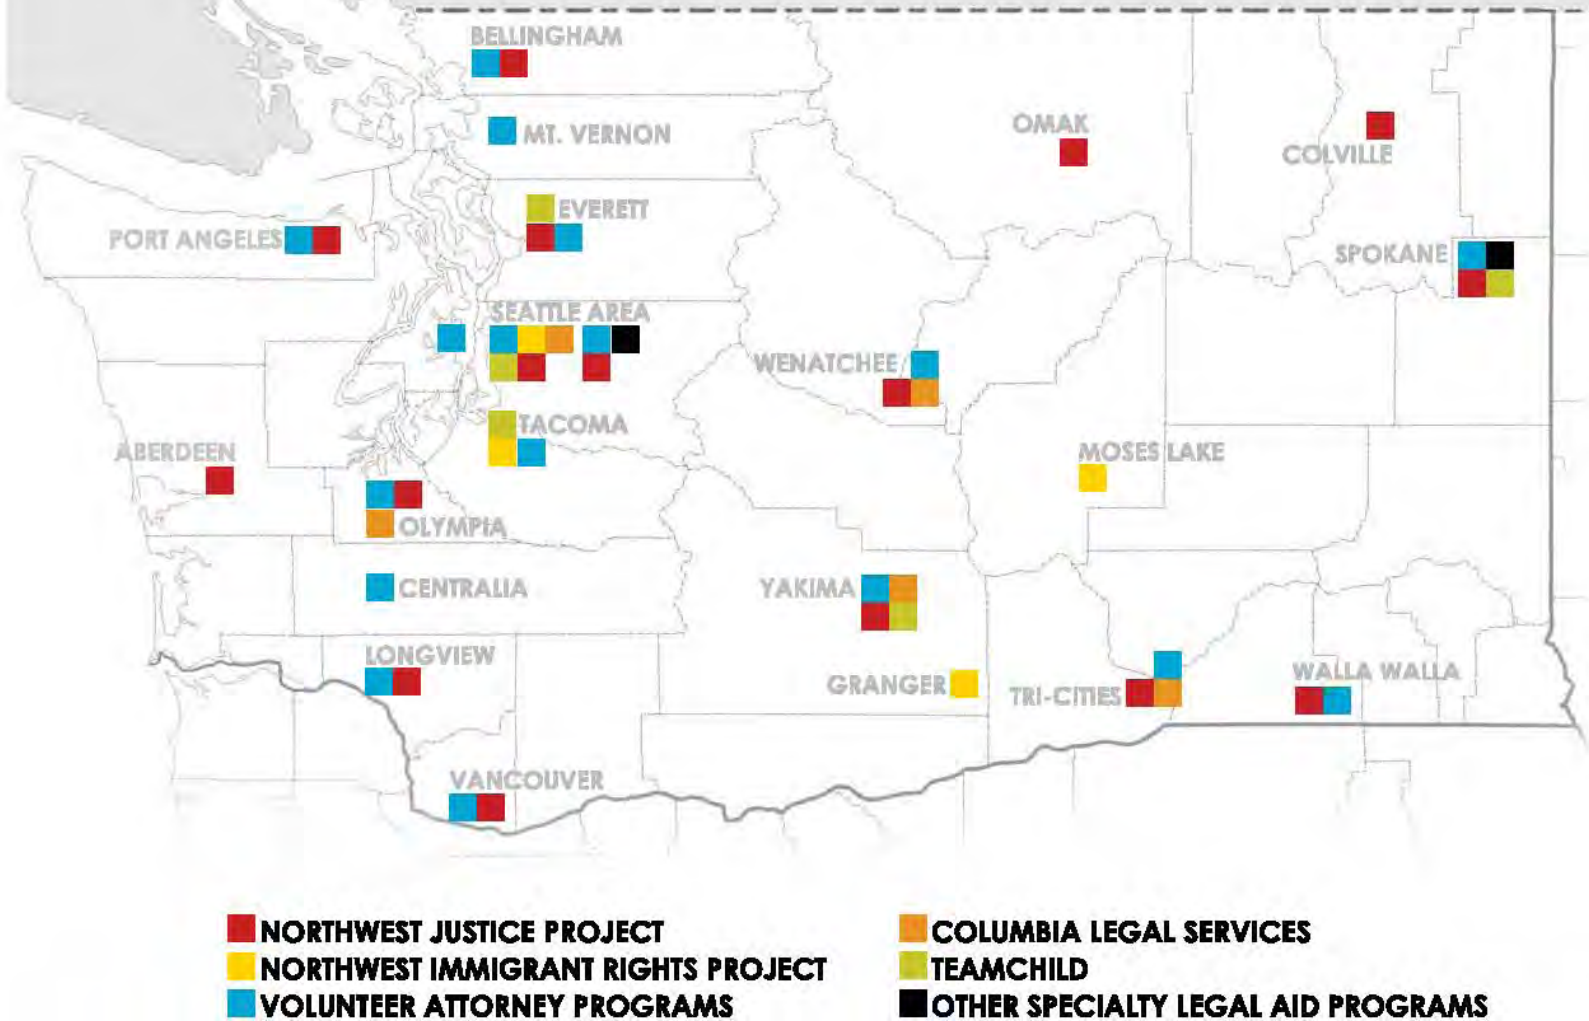 BELLINGHAM
MT. VERNON
OMAK
COLVILLE
EVERETT
PORT ANGELES
SPOKANE
SEATTLE AREA
WENATCHEE
TACOMA
ABERDEEN
MOSES LAKE
OLYMPIA
CENTRALIA
YAKIMA
LONGVIEW
GRANGER
TRI-CITIES
WALLA WALLA
VANCOUVER
NORTHWEST JUSTICE PROJECT
NORTHWEST IMMIGRANT RIGHTS PROJECT
VOLUNTEER ATTORNEY PROGRAMS
COLUMBIA LEGAL SERVICES
TEAMCHILD
OTHER SPECIALTY LEGAL AID PROGRAMS